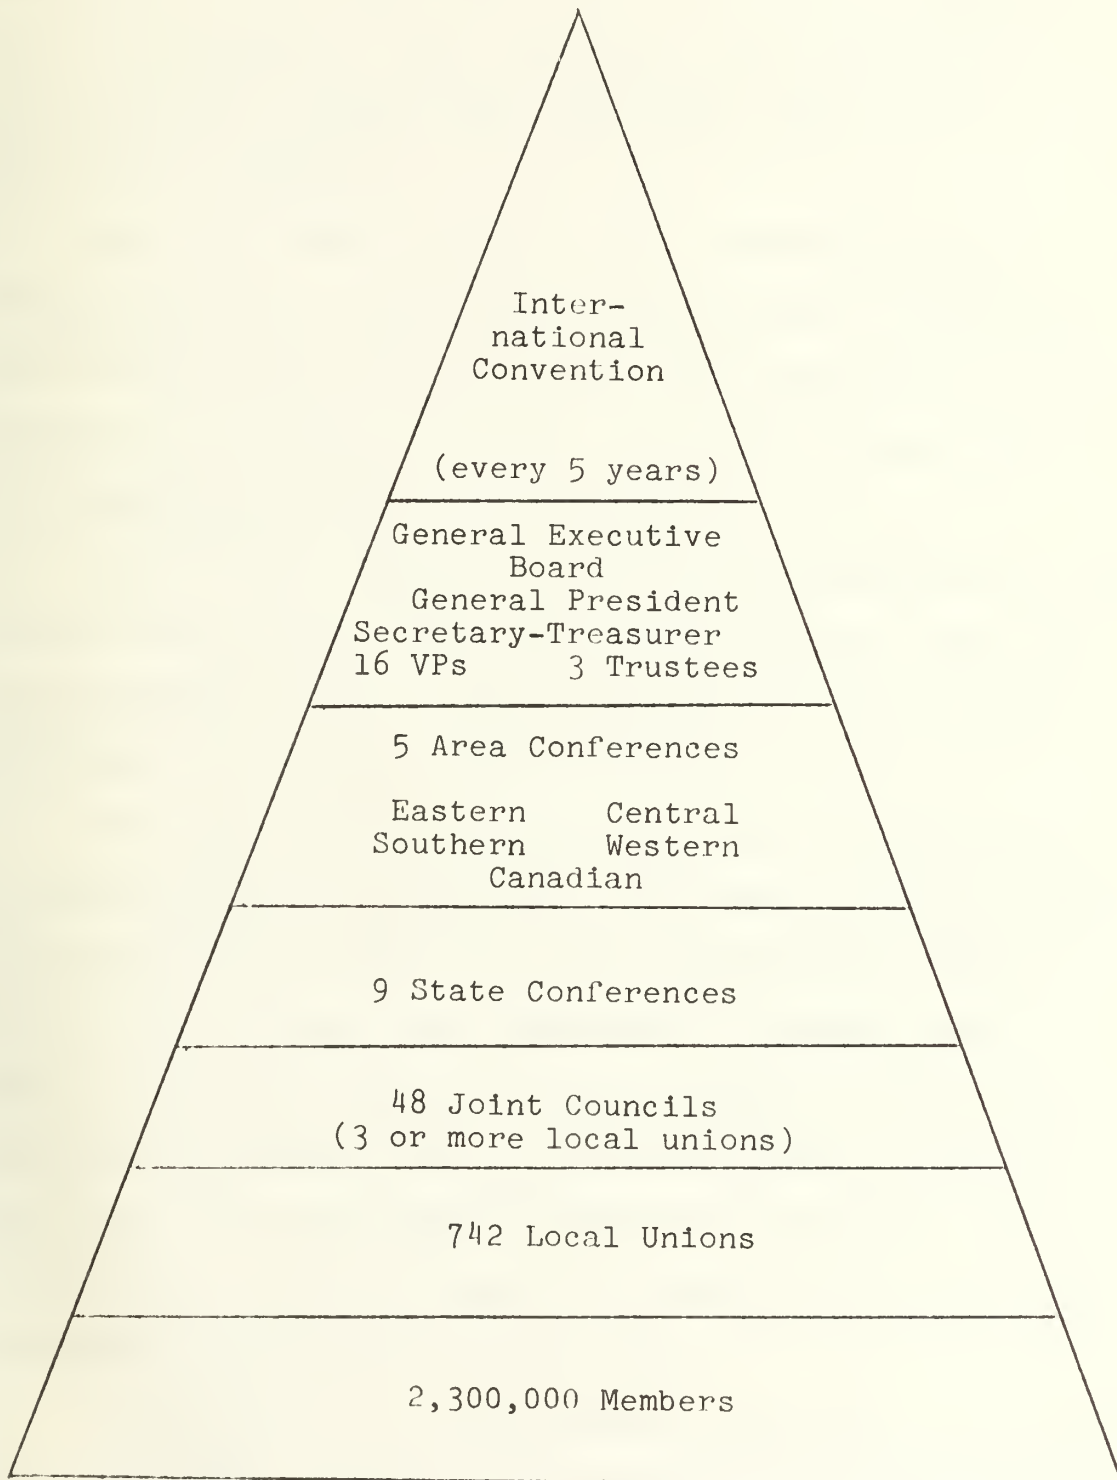 Inter-
national
Convention
(every 5 years)
General Executive
Board
General President
Secretary-Treasurer
16 VPs 3 Trustees
5 Area Conferences
Eastern Central
Southern Western
Canadian
9 State Conferences
48 Joint Councils
(3 or more local unions)
742 Local Unions
2,300,000 Members